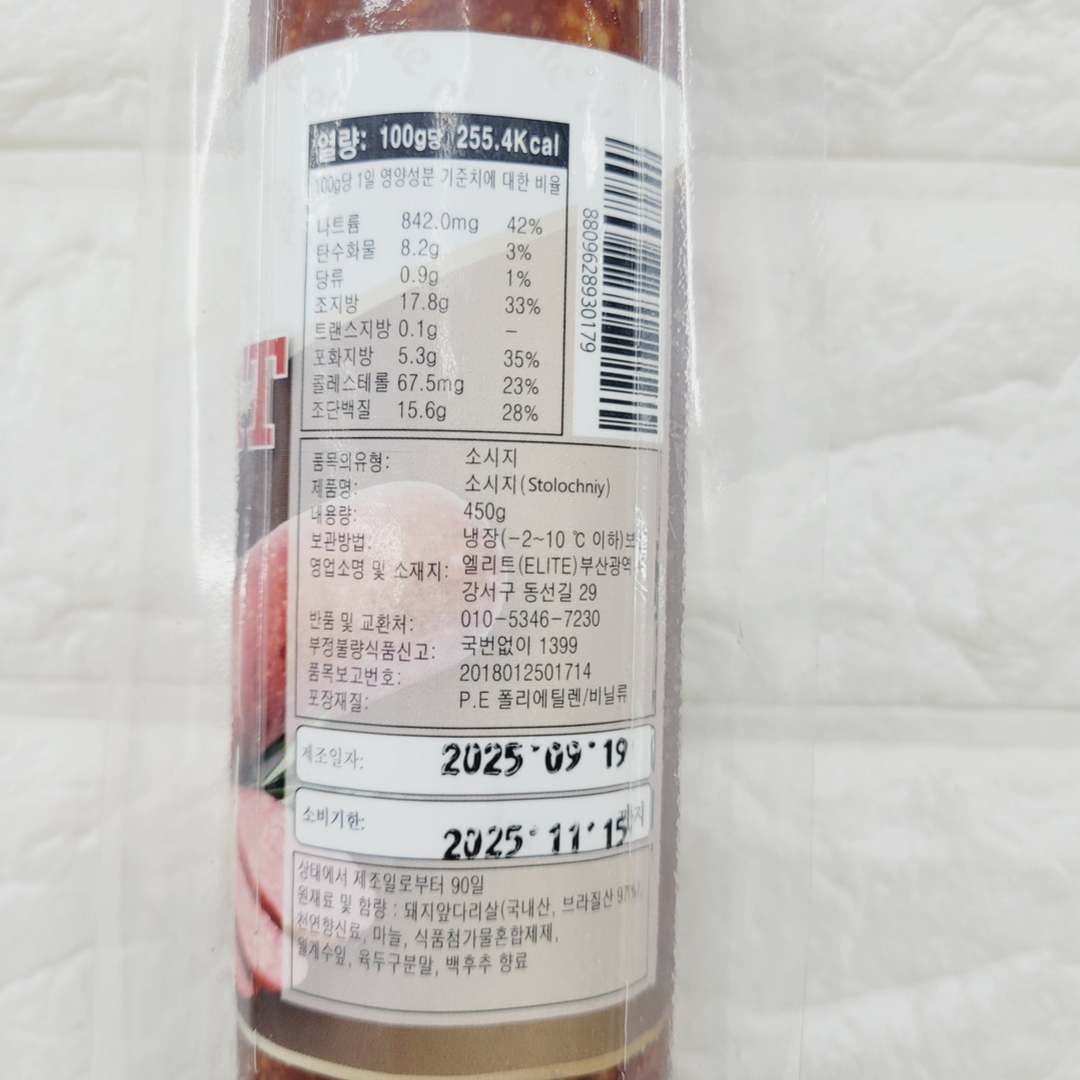 열량: 100g당 255.4Kcal
100g당 1일 영양성분 기준치에 대한 비율
나트륨 842.0mg 42%
탄수화물 8.2g 3%
당류 0.9g 1%
조지방 17.8g 33%
트랜스지방 0.1g –
포화지방 5.3g 35%
콜레스테롤 67.5mg 23%
조단백질 15.6g 28%
8809628930179
T
품목의유형: 소시지
제품명: 소시지(Stolochniy)
내용량: 450g
보관방법: 냉장(-2~10 ℃ 이하)보
영업소명 및 소재지: 엘리트(ELITE)부산광역
강서구 동선길 29
반품 및 교환처: 010-5346-7230
부정불량식품신고: 국번없이 1399
품목보고번호: 2018012501714
포장재질: P.E 폴리에틸렌/비닐류
제조일자: 2025.09.19
소비기한: 2025.11.15 까지
상태에서 제조일로부터 90일
원재료 및 함량 : 돼지앞다리살(국내산, 브라질산
천연향신료, 마늘, 식품첨가물혼합제제,
월계수잎, 육두구분말, 백후추 향료